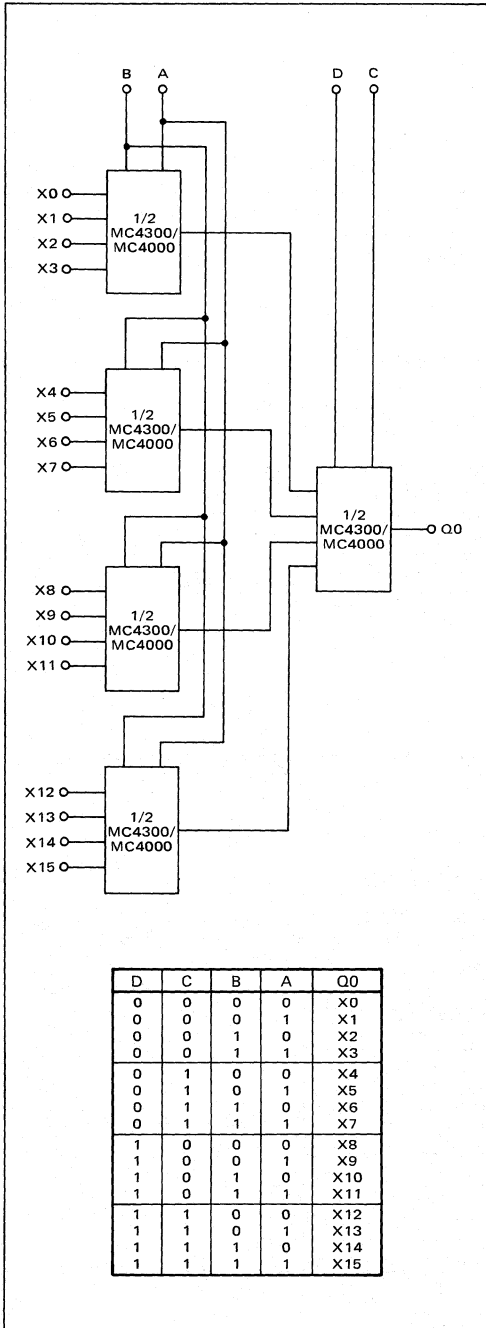 B A D C
X0
X1
X2
X3
1/2
MC4300/
MC4000
X4
X5
X6
X7
1/2
MC4300/
MC4000
X8
X9
X10
X11
1/2
MC4300/
MC4000
X12
X13
X14
X15
1/2
MC4300/
MC4000
1/2
MC4300/
MC4000
Q0
D C B A Q0
0 0 0 0 X0
0 0 0 1 X1
0 0 1 0 X2
0 0 1 1 X3
0 1 0 0 X4
0 1 0 1 X5
0 1 1 0 X6
0 1 1 1 X7
1 0 0 0 X8
1 0 0 1 X9
1 0 1 0 X10
1 0 1 1 X11
1 1 0 0 X12
1 1 0 1 X13
1 1 1 0 X14
1 1 1 1 X15